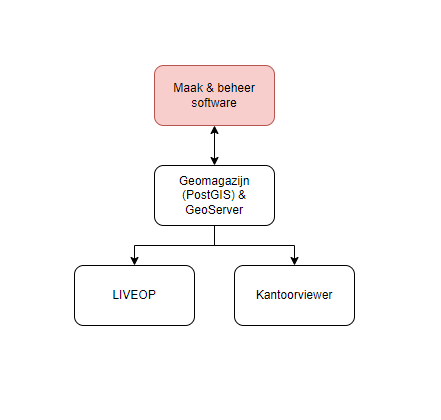 Maak & beheer
software
Geomagazijn
(PostGIS) &
GeoServer
LIVEOP
Kantoorviewer